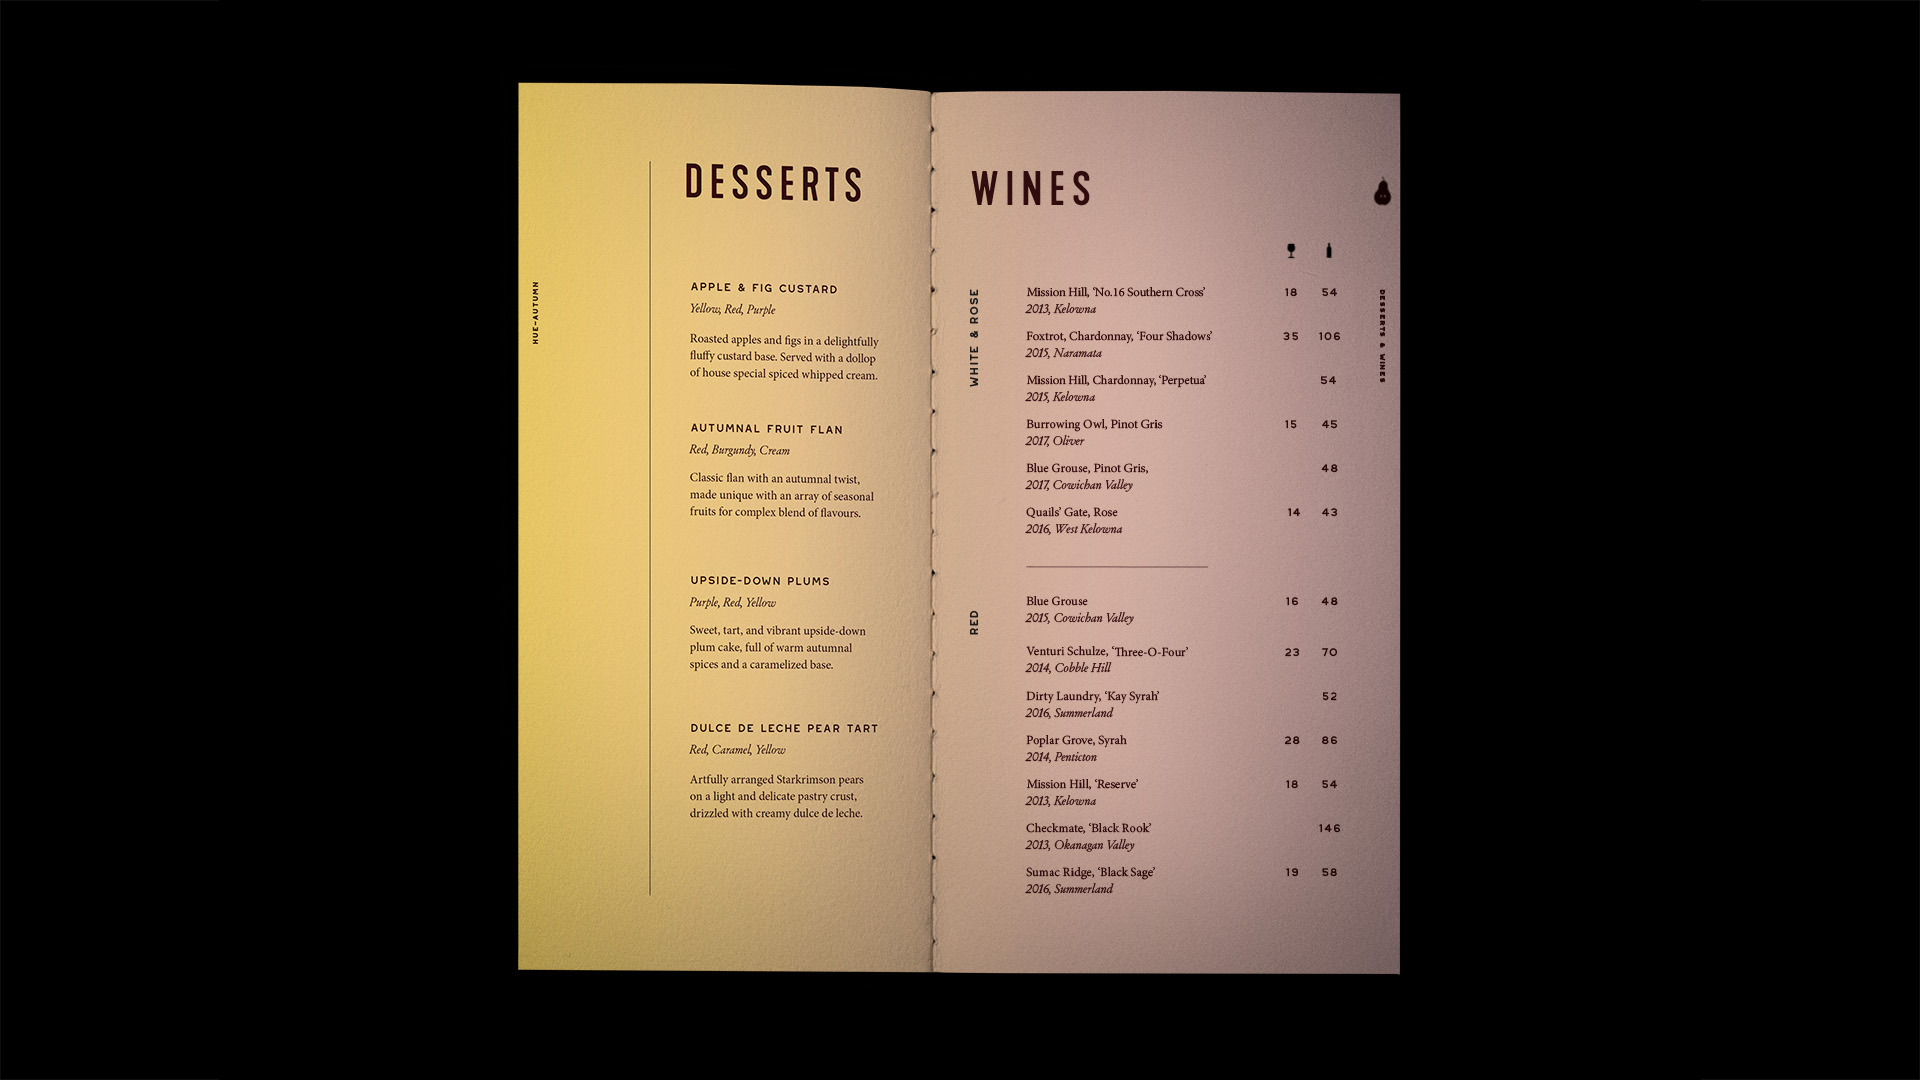 HUE-AUTUMN
DESSERTS
APPLE & FIG CUSTARD
Yellow, Red, Purple
Roasted apples and figs in a delightfully
fluffy custard base. Served with a dollop
of house special spiced whipped cream.
AUTUMNAL FRUIT FLAN
Red, Burgundy, Cream
Classic flan with an autumnal twist,
made unique with an array of seasonal
fruits for complex blend of flavours.
UPSIDE-DOWN PLUMS
Purple, Red, Yellow
Sweet, tart, and vibrant upside-down
plum cake, full of warm autumnal
spices and a caramelized base.
DULCE DE LECHE PEAR TART
Red, Caramel, Yellow
Artfully arranged Starkrimson pears
on a light and delicate pastry crust,
drizzled with creamy dulce de leche.
WINES
WHITE & ROSE
Mission Hill, ‘No.16 Southern Cross’ 18 54
2013, Kelowna
Foxtrot, Chardonnay, ‘Four Shadows’ 35 106
2015, Naramata
Mission Hill, Chardonnay, ‘Perpetua’ 54
2015, Kelowna
Burrowing Owl, Pinot Gris 15 45
2017, Oliver
Blue Grouse, Pinot Gris, 48
2017, Cowichan Valley
Quails’ Gate, Rose 14 43
2016, West Kelowna
RED
Blue Grouse 16 48
2015, Cowichan Valley
Venturi Schulze, ‘Three-O-Four’ 23 70
2014, Cobble Hill
Dirty Laundry, ‘Kay Syrah’ 52
2016, Summerland
Poplar Grove, Syrah 28 86
2014, Penticton
Mission Hill, ‘Reserve’ 18 54
2013, Kelowna
Checkmate, ‘Black Rook’ 146
2013, Okanagan Valley
Sumac Ridge, ‘Black Sage’ 19 58
2016, Summerland
DESSERTS & WINES